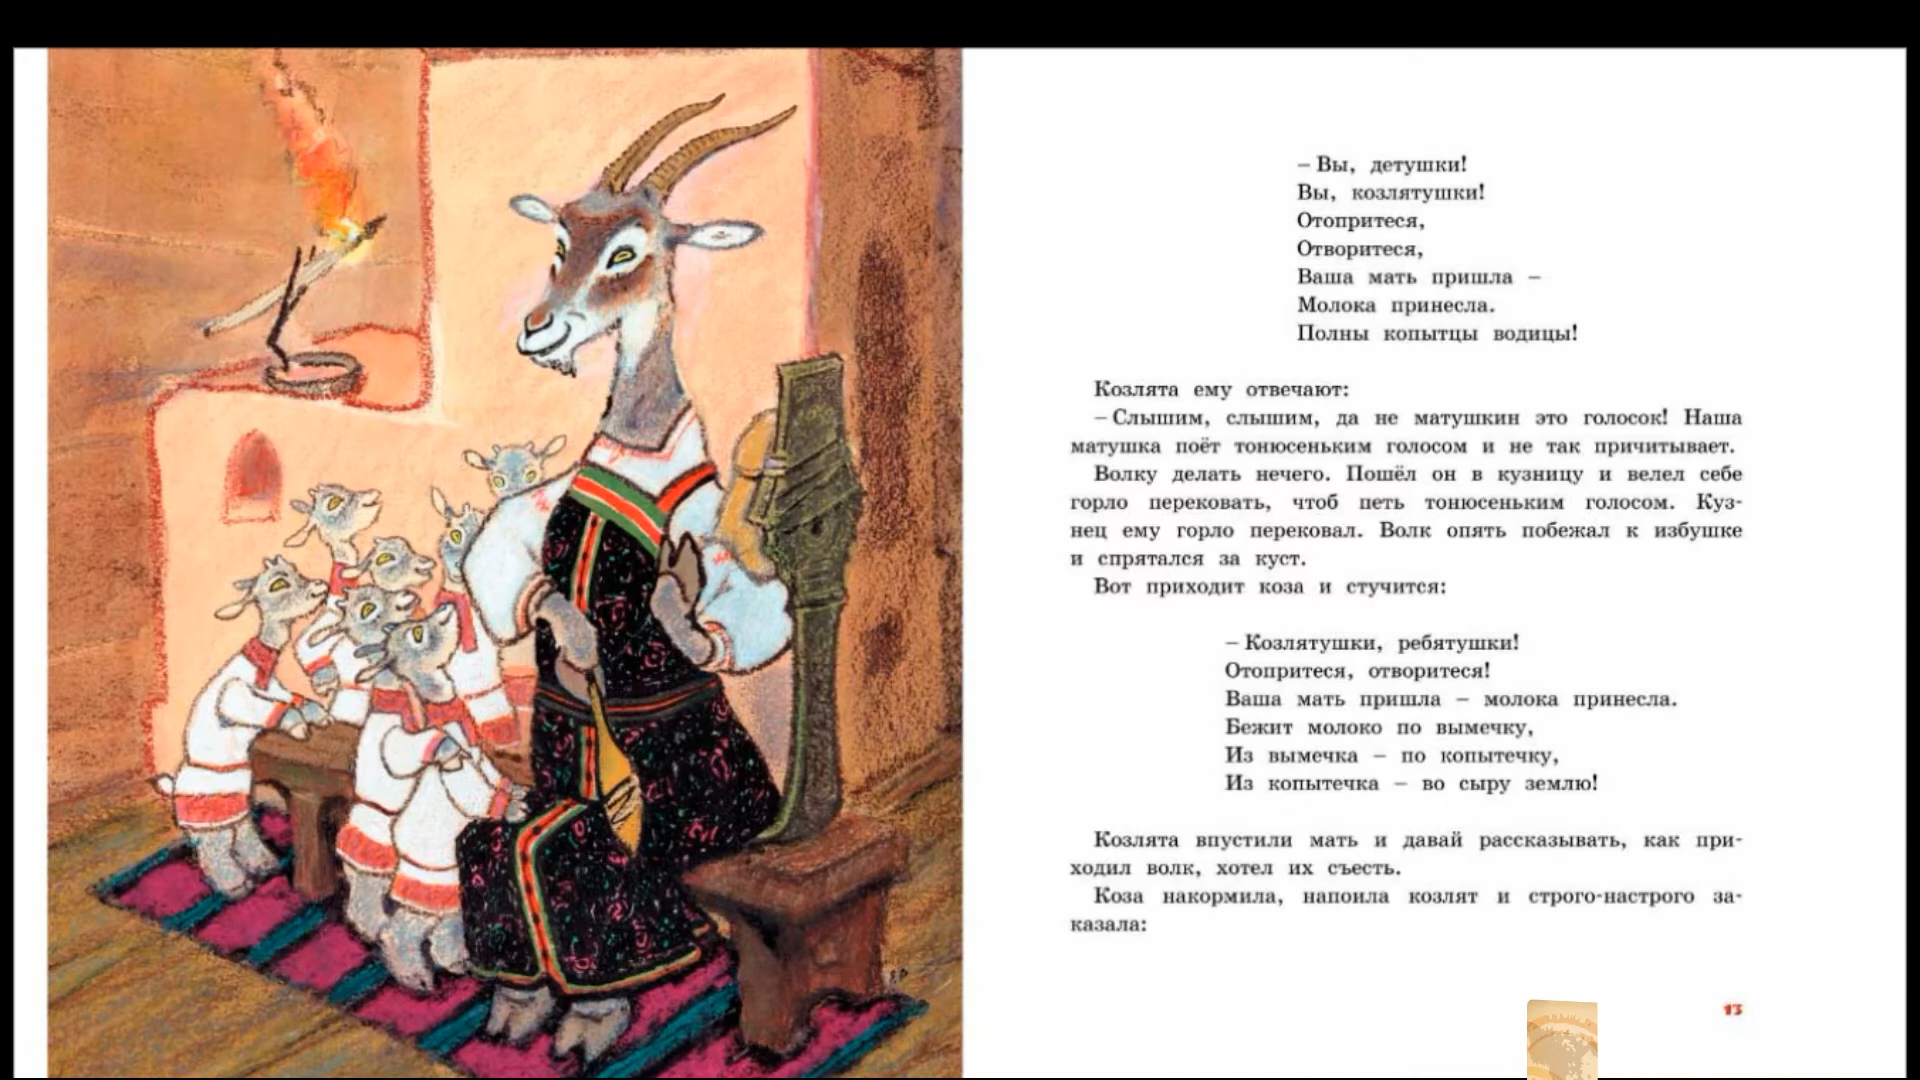 – Вы, детушки!
Вы, козлятушки!
Отопритеся,
Отворитеся,
Ваша мать пришла –
Молока принесла.
Полны копытцы водицы!
Козлята ему отвечают:
– Слышим, слышим, да не матушкин это голосок! Наша
матушка поёт тонюсеньким голосом и не так причитывает.
Волку делать нечего. Пошёл он в кузницу и велел себе
горло перековать, чтоб петь тонюсеньким голосом. Куз-
нец ему горло перековал. Волк опять побежал к избушке
и спрятался за куст.
Вот приходит коза и стучится:
– Козлятушки, ребятушки!
Отопритеся, отворитеся!
Ваша мать пришла – молока принесла.
Бежит молоко по вымечку,
Из вымечка – по копытечку,
Из копытечка – во сыру землю!
Козлята впустили мать и давай рассказывать, как при-
ходил волк, хотел их съесть.
Коза накормила, напоила козлят и строго-настрого за-
казала:
13